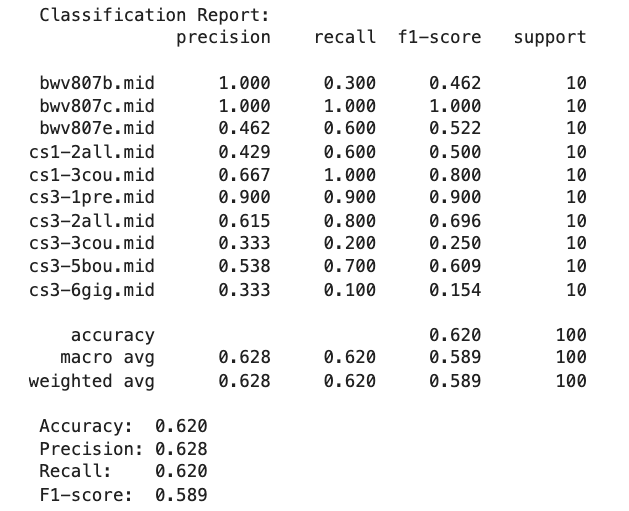 Classification Report:
precision recall f1-score support
bwv807b.mid 1.000 0.300 0.462 10
bwv807c.mid 1.000 1.000 1.000 10
bwv807e.mid 0.462 0.600 0.522 10
cs1-2all.mid 0.429 0.600 0.500 10
cs1-3cou.mid 0.667 1.000 0.800 10
cs3-1pre.mid 0.900 0.900 0.900 10
cs3-2all.mid 0.615 0.800 0.696 10
cs3-3cou.mid 0.333 0.200 0.250 10
cs3-5bou.mid 0.538 0.700 0.609 10
cs3-6gig.mid 0.333 0.100 0.154 10
accuracy 0.620 100
macro avg 0.628 0.620 0.589 100
weighted avg 0.628 0.620 0.589 100
Accuracy: 0.620
Precision: 0.628
Recall: 0.620
F1-score: 0.589